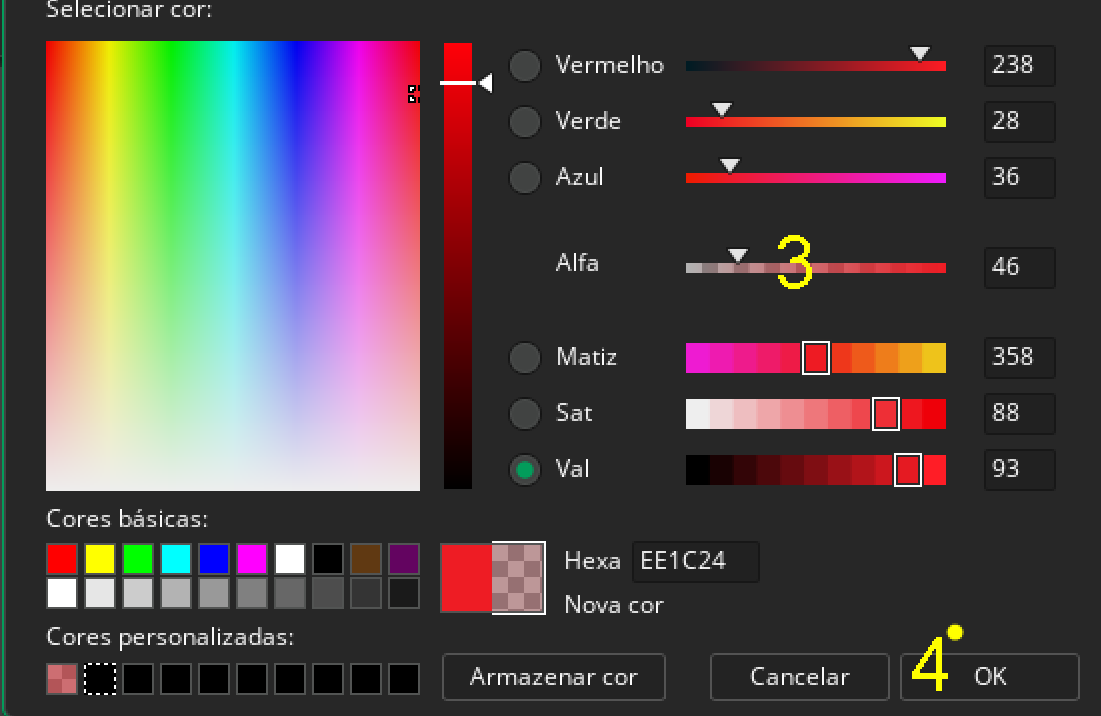 Selecionar cor:
Vermelho 238
Verde 28
Azul 36
Alfa 3 46
Matiz 358
Sat 88
Val 93
Cores básicas:
Hexa EE1C24
Nova cor
Cores personalizadas:
Armazenar cor Cancelar 4 OK